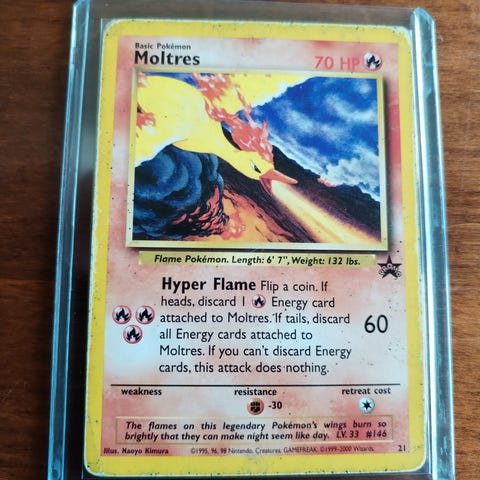 Basic Pokémon
Moltres
70 HP
Flame Pokémon. Length: 6' 7", Weight: 132 lbs.
Hyper Flame Flip a coin. If
heads, discard 1 Energy card
attached to Moltres. If tails, discard
all Energy cards attached to
Moltres. If you can't discard Energy
cards, this attack does nothing.
60
weakness resistance retreat cost
-30
The flames on this legendary Pokémon's wings burn so
brightly that they can make night seem like day. LV. 33 #146
Illus. Naoyo Kimura ©1995, 96, 98 Nintendo, Creatures, GAMEFREAK. ©1999-2000 Wizards. 21